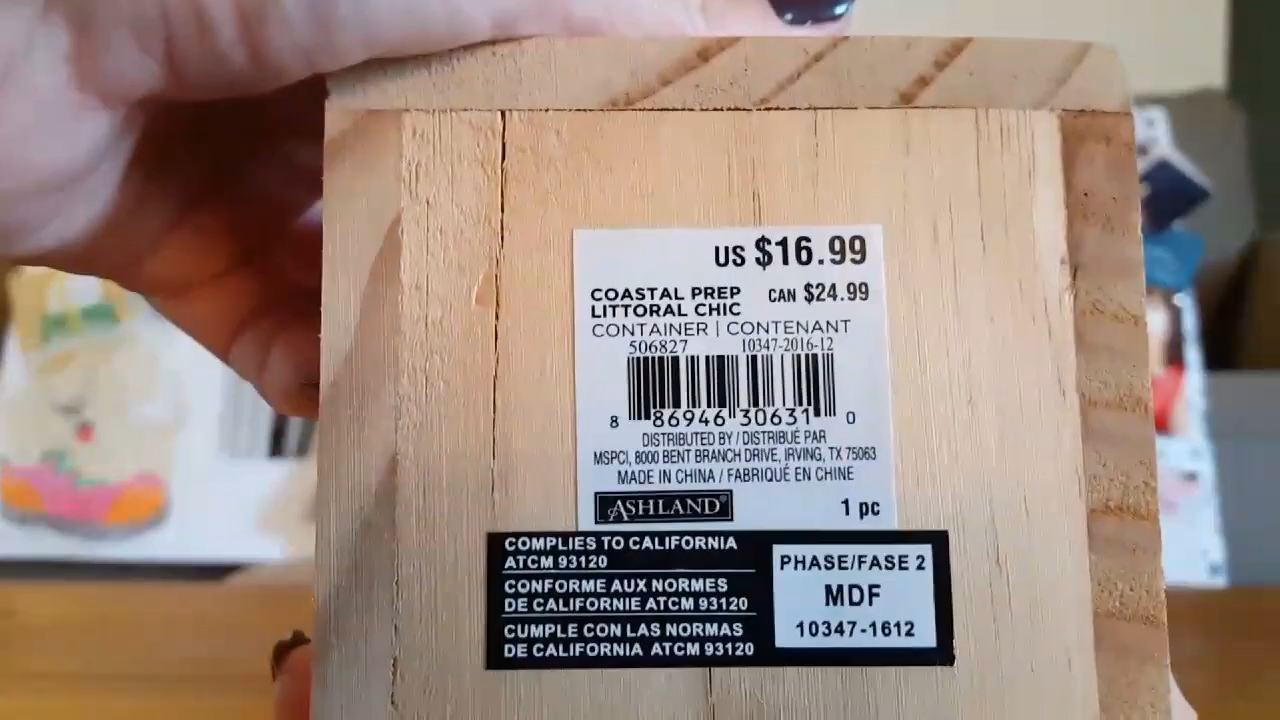 US $16.99
COASTAL PREP CAN $24.99
LITTORAL CHIC
CONTAINER | CONTENANT
506827 10347-2016-12
8 86946 30631 0
DISTRIBUTED BY / DISTRIBUÉ PAR
MSPCI, 8000 BENT BRANCH DRIVE, IRVING, TX 75063
MADE IN CHINA / FABRIQUÉ EN CHINE
ASHLAND® 1 pc
COMPLIES TO CALIFORNIA
ATCM 93120
CONFORME AUX NORMES
DE CALIFORNIE ATCM 93120
CUMPLE CON LAS NORMAS
DE CALIFORNIA ATCM 93120
PHASE/FASE 2
MDF
10347-1612